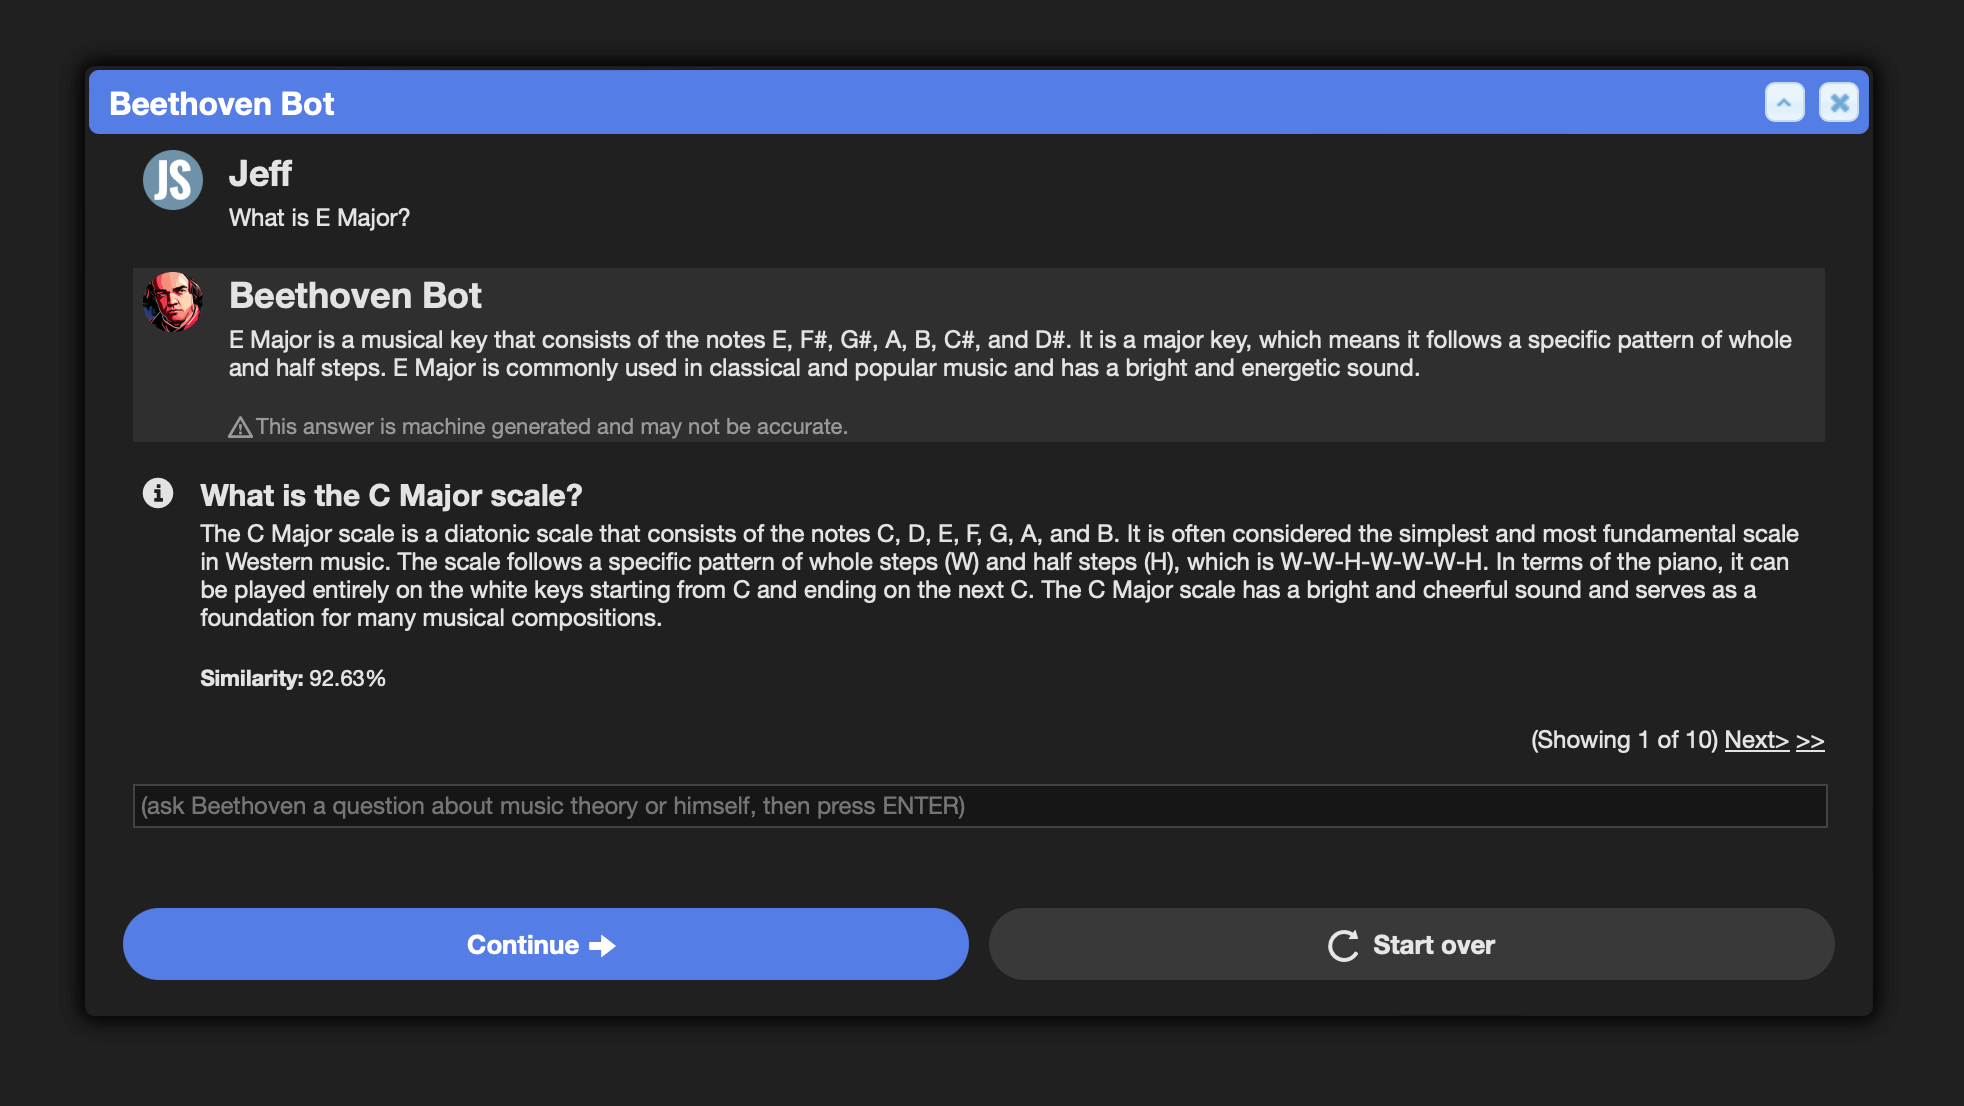 Beethoven Bot
JS
Jeff
What is E Major?
Beethoven Bot
E Major is a musical key that consists of the notes E, F#, G#, A, B, C#, and D#. It is a major key, which means it follows a specific pattern of whole
and half steps. E Major is commonly used in classical and popular music and has a bright and energetic sound.
This answer is machine generated and may not be accurate.
What is the C Major scale?
The C Major scale is a diatonic scale that consists of the notes C, D, E, F, G, A, and B. It is often considered the simplest and most fundamental scale
in Western music. The scale follows a specific pattern of whole steps (W) and half steps (H), which is W-W-H-W-W-W-H. In terms of the piano, it can
be played entirely on the white keys starting from C and ending on the next C. The C Major scale has a bright and cheerful sound and serves as a
foundation for many musical compositions.
Similarity: 92.63%
(Showing 1 of 10) Next> >>
(ask Beethoven a question about music theory or himself, then press ENTER)
Continue
Start over